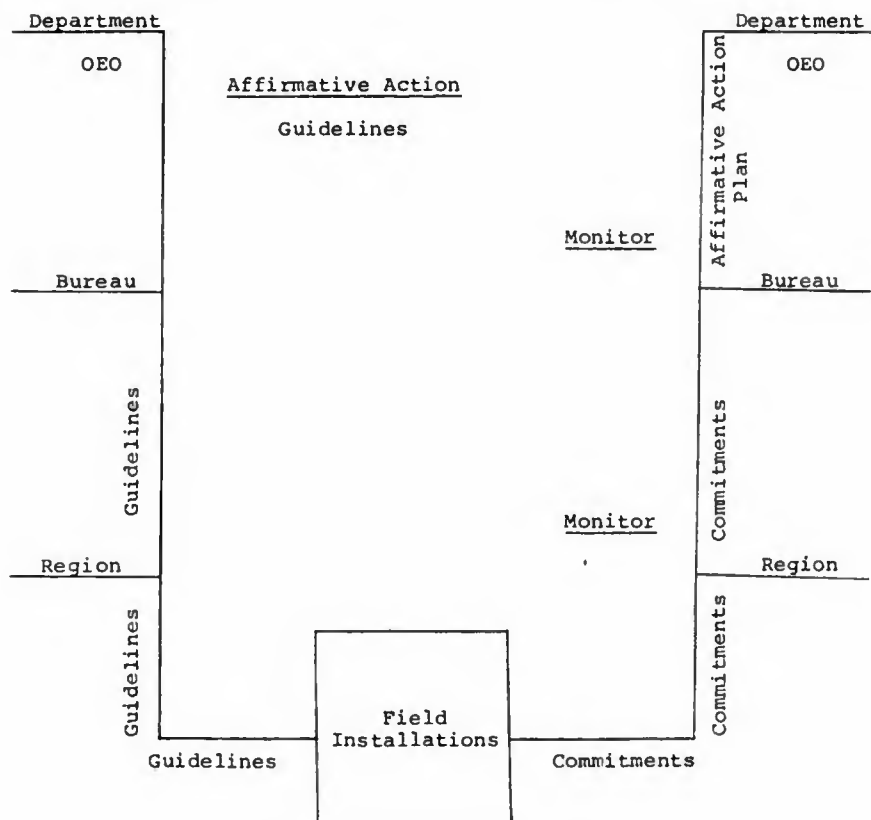 Department
OEO
Affirmative Action
Guidelines
Department
OEO
Affirmative Action
Plan
Monitor
Bureau
Bureau
Guidelines
Commitments
Monitor
Region
Region
Guidelines
Commitments
Field
Installations
Guidelines
Commitments